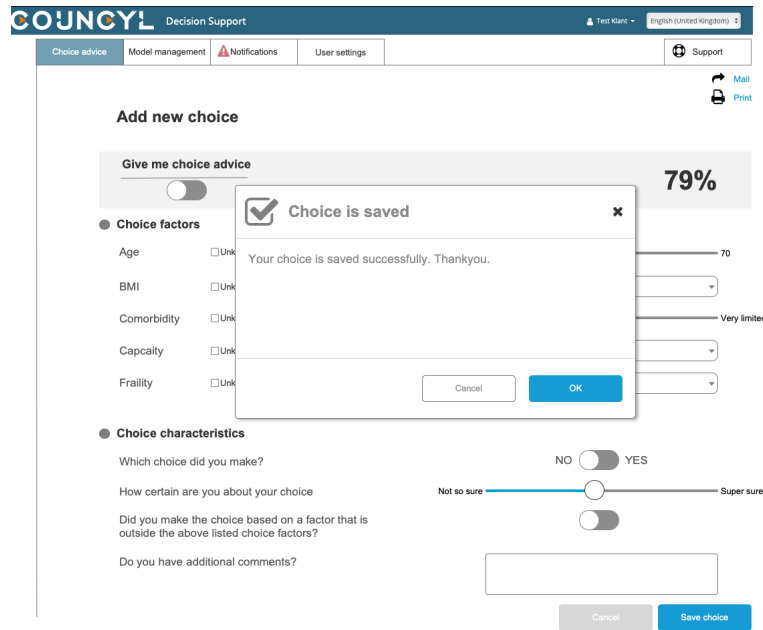 COUNCYL Decision Support
Test Klant
English (United Kingdom)
Choice advice
Model management
Notifications
User settings
Support
Mail
Print
Add new choice
Give me choice advice
79%
Choice is saved
Your choice is saved successfully. Thankyou.
Cancel
OK
Choice factors
Age Unk 70
BMI Unk
Comorbidity Unk Very limited
Capcaity Unk
Fraility Unk
Choice characteristics
Which choice did you make? NO YES
How certain are you about your choice Not so sure Super sure
Did you make the choice based on a factor that is
outside the above listed choice factors?
Do you have additional comments?
Cancel
Save choice